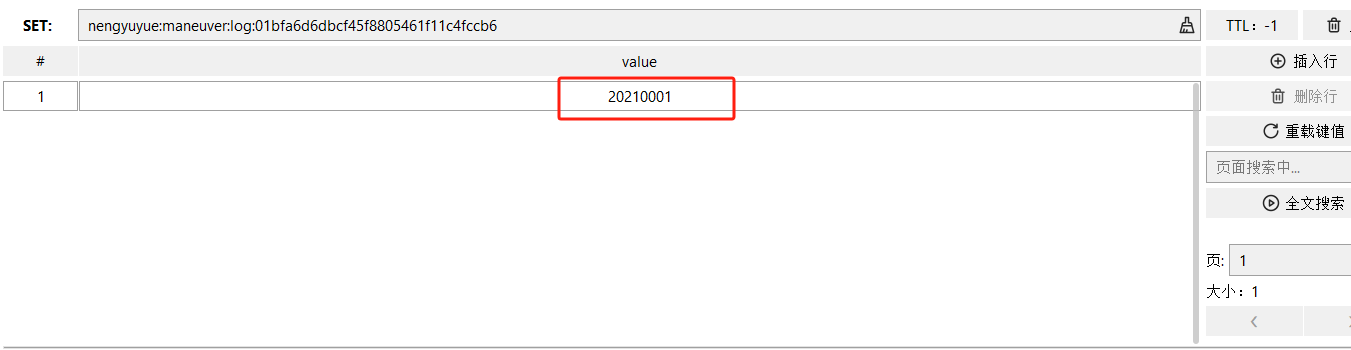 SET: nengyuyue:maneuver:log:01bfa6d6dbcf45f8805461f11c4fccb6 TTL：-1
# value 插入行
1 20210001 删除行
重载键值
页面搜索中...
全文搜索
页: 1
大小：1